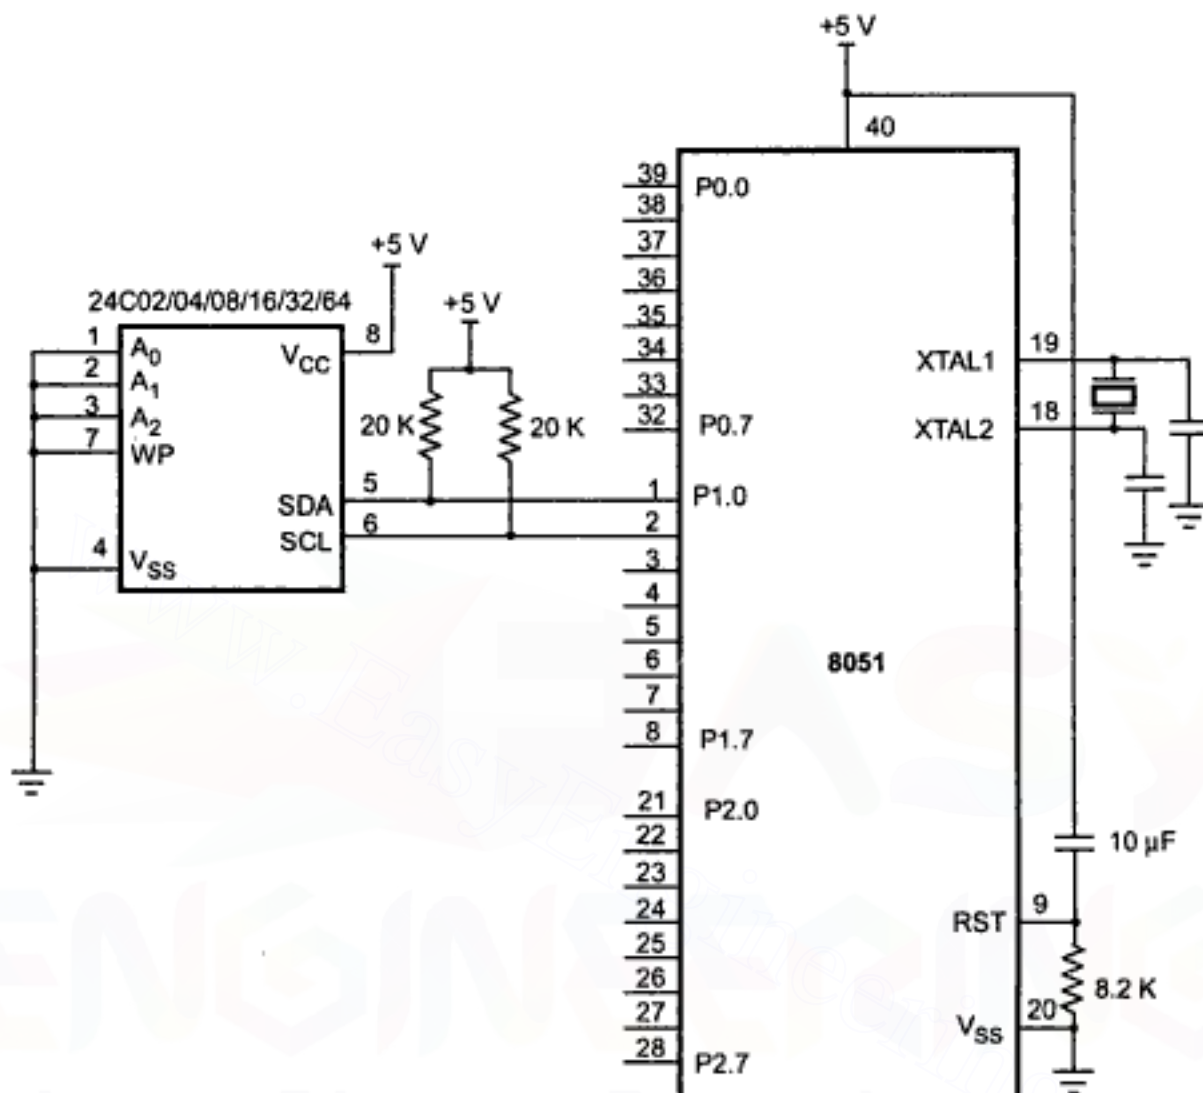 +5 V
40
39 P0.0
38
37
36
35
34
33
32 P0.7
+5 V
24C02/04/08/16/32/64
+5 V
1 A0
2 A1
3 A2
7 WP
4 VSS
VCC 8
SDA 5
SCL 6
20 K
20 K
1 P1.0
2
3
4
5
6
7
8 P1.7
8051
21 P2.0
22
23
24
25
26
27
28 P2.7
XTAL1 19
XTAL2 18
10 µF
RST 9
8.2 K
VSS 20
www.EasyEngineering
EASY
ENGINEERING